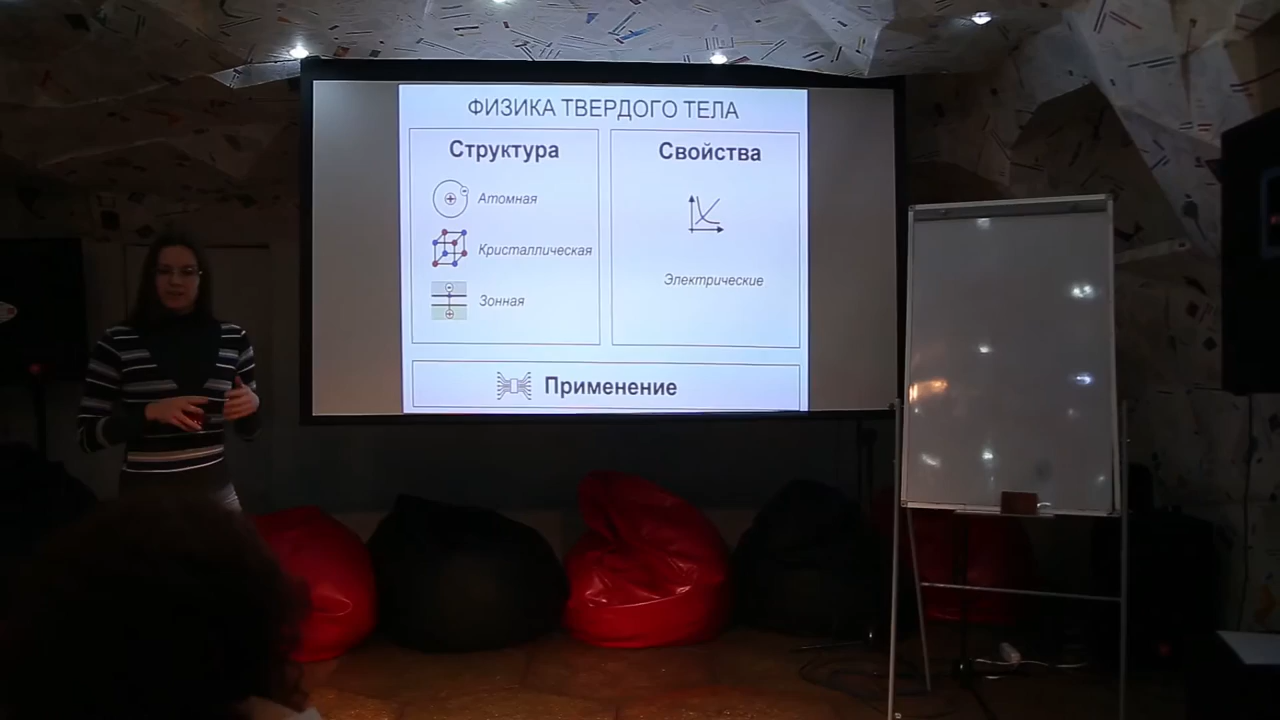 ФИЗИКА ТВЕРДОГО ТЕЛА
Структура
Атомная
Кристаллическая
Зонная
Свойства
Электрические
Применение